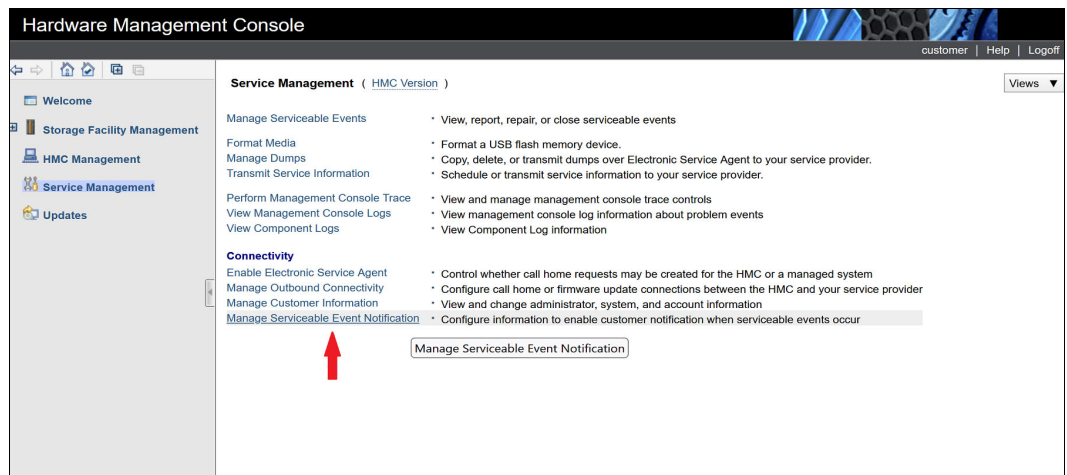 Hardware Management Console
customer | Help | Logoff
Welcome
Storage Facility Management
HMC Management
Service Management
Updates
Service Management ( HMC Version )
Views ▼
Manage Serviceable Events • View, report, repair, or close serviceable events
Format Media • Format a USB flash memory device.
Manage Dumps • Copy, delete, or transmit dumps over Electronic Service Agent to your service provider.
Transmit Service Information • Schedule or transmit service information to your service provider.
Perform Management Console Trace • View and manage management console trace controls
View Management Console Logs • View management console log information about problem events
View Component Logs • View Component Log information
Connectivity
Enable Electronic Service Agent • Control whether call home requests may be created for the HMC or a managed system
Manage Outbound Connectivity • Configure call home or firmware update connections between the HMC and your service provider
Manage Customer Information • View and change administrator, system, and account information
Manage Serviceable Event Notification • Configure information to enable customer notification when serviceable events occur
Manage Serviceable Event Notification